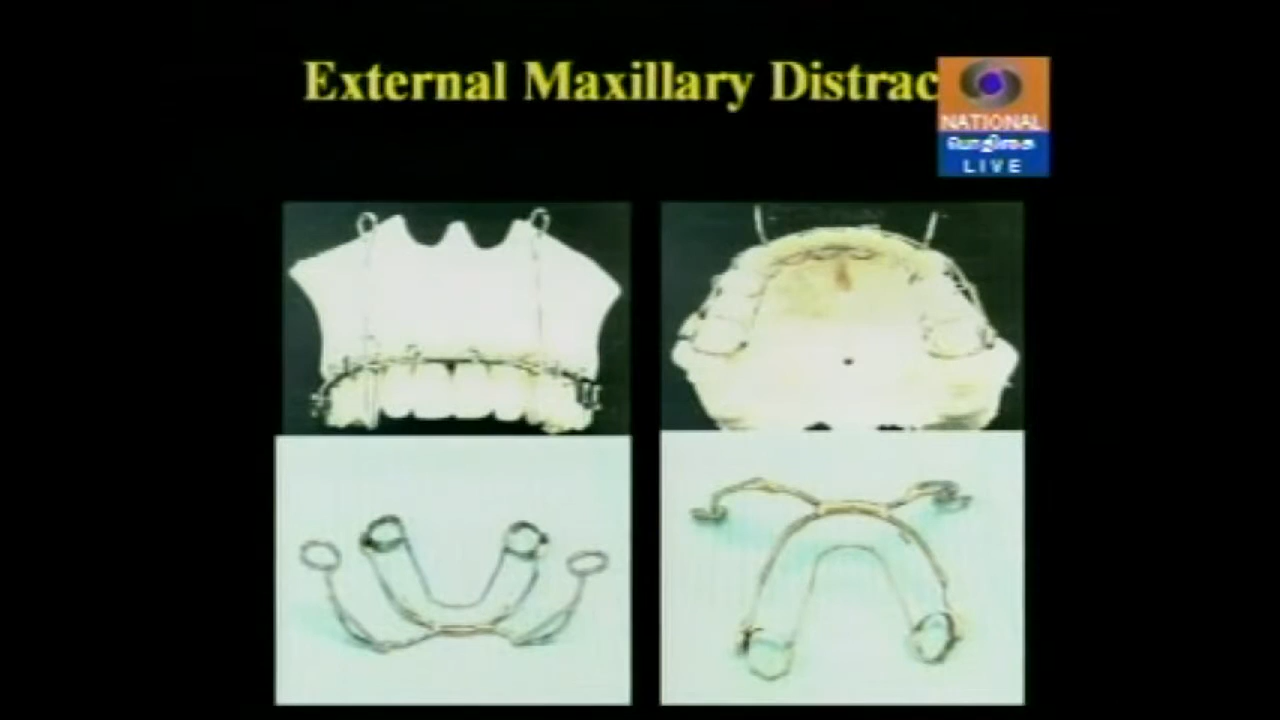 External Maxillary Distrac
NATIONAL
பொதிகை
LIVE